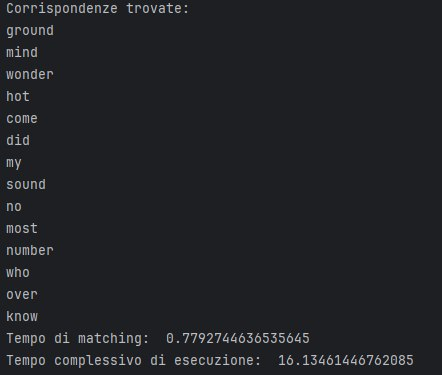 Corrispondenze trovate:
ground
mind
wonder
hot
come
did
my
sound
no
most
number
who
over
know
Tempo di matching:  0.7792744636535645
Tempo complessivo di esecuzione:  16.13461446762085